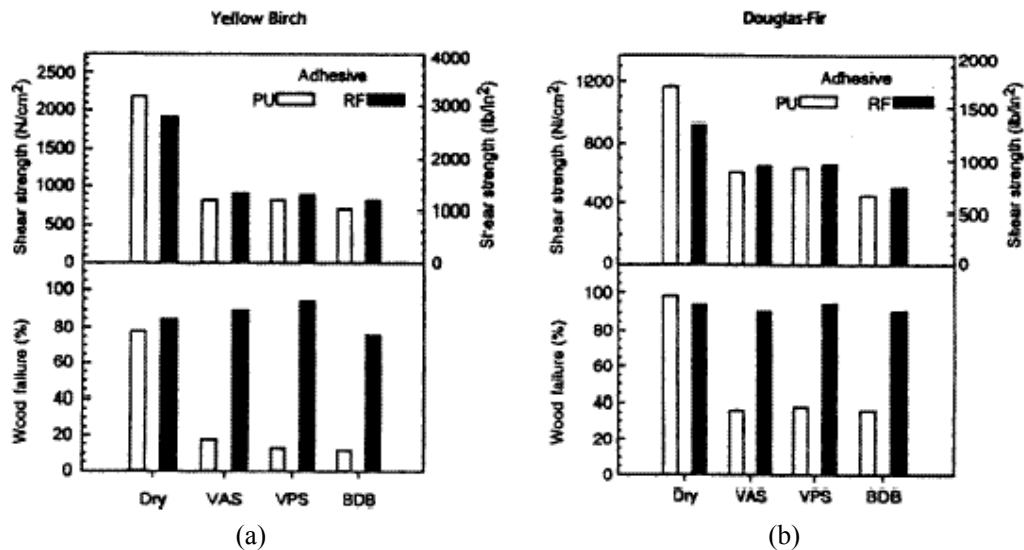 Yellow Birch
Adhesive
PU RF
Shear strength (N/cm²)
2500
2000
1500
1000
500
0
4000
3000
2000
1000
0
Shear strength (lb/in²)
Wood failure (%)
100
80
60
40
20
0
Dry VAS VPS BDB
(a)
Douglas-Fir
Adhesive
PU RF
Shear strength (N/cm²)
1200
800
400
0
2000
1500
1000
500
0
Shear strength (lb/in²)
Wood failure (%)
100
80
60
40
20
0
Dry VAS VPS BDB
(b)